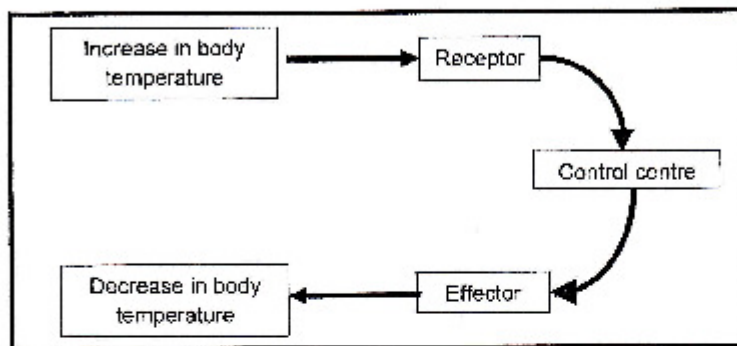 Increase in body
temperature
Receptor
Control centre
Effector
Decrease in body
temperature